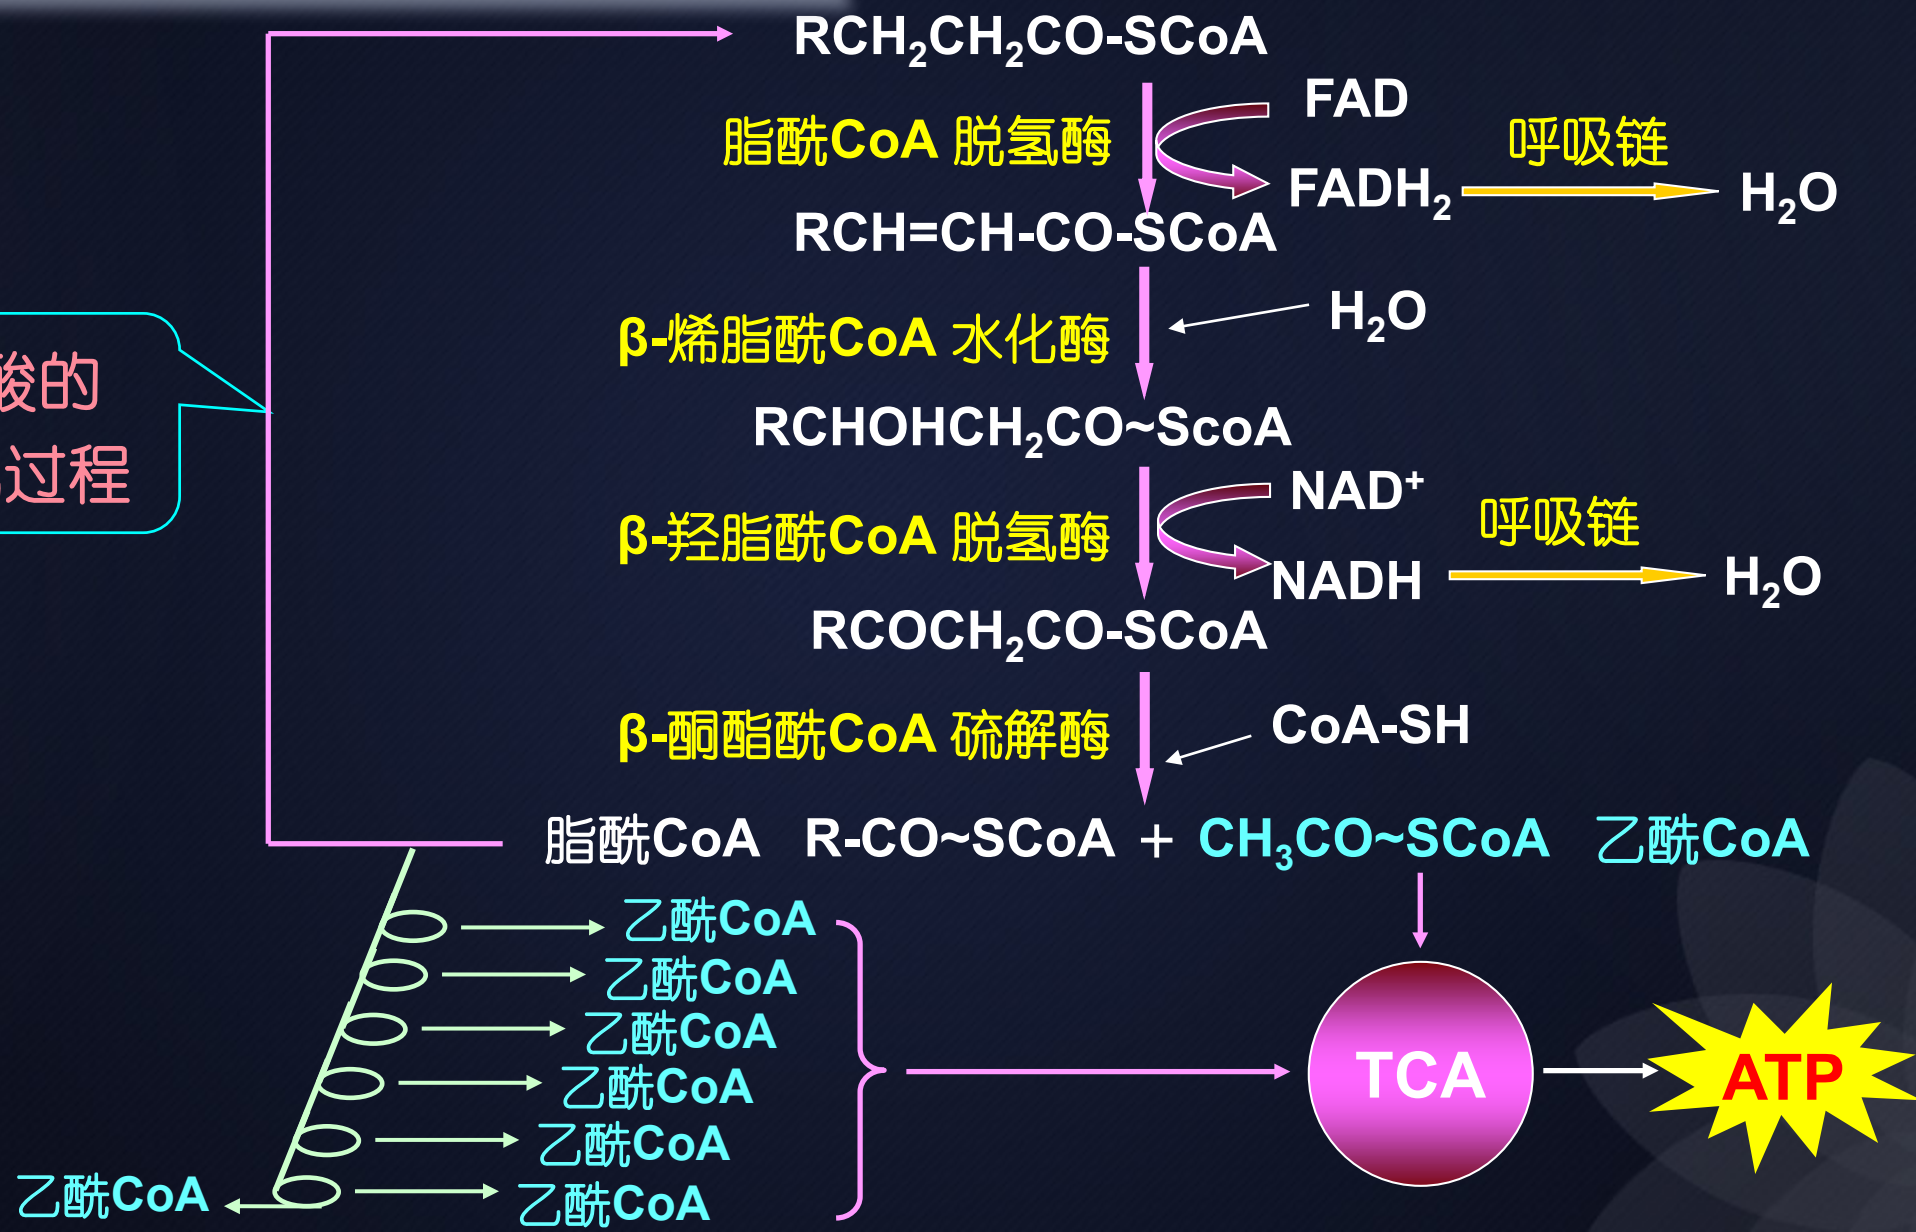 RCH₂CH₂CO-SCoA
FAD
脂酰CoA 脱氢酶
呼吸链
FADH₂
H₂O
RCH=CH-CO-SCoA
H₂O
β-烯脂酰CoA 水化酶
酸的
RCHOHCH₂CO~ScoA
过程
NAD⁺
β-羟脂酰CoA 脱氢酶
呼吸链
NADH
H₂O
RCOCH₂CO-SCoA
β-酮酯酰CoA 硫解酶
CoA-SH
脂酰CoA R-CO~SCoA + CH₃CO~SCoA 乙酰CoA
乙酰CoA
乙酰CoA
乙酰CoA
乙酰CoA
乙酰CoA
乙酰CoA
乙酰CoA
TCA
ATP